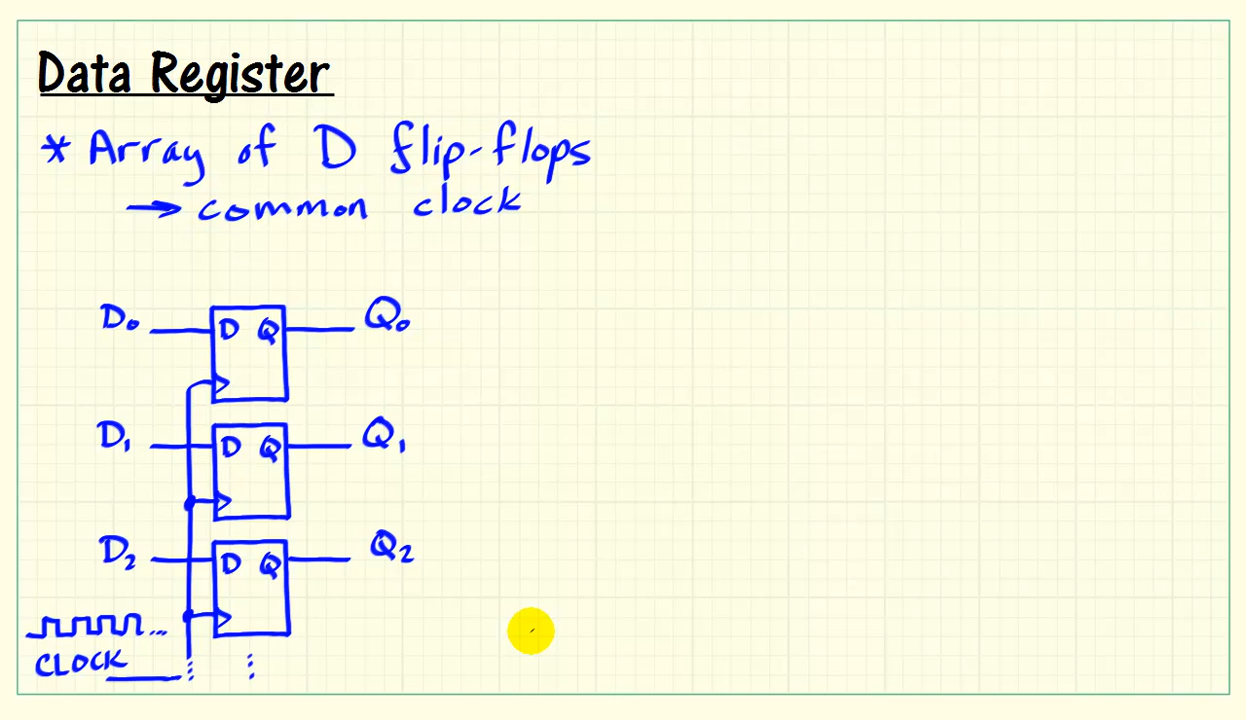 Data Register
* Array of D flip-flops
→ common clock
D₀ D Q Q₀
D₁ D Q Q₁
D₂ D Q Q₂
...
CLOCK